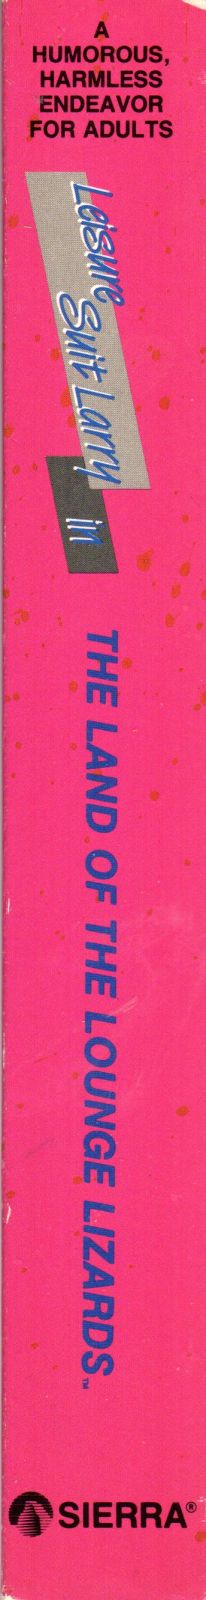 A
HUMOROUS,
HARMLESS
ENDEAVOR
FOR ADULTS
Leisure
Suit Larry
in
THE LAND OF THE LOUNGE LIZARDS™
SIERRA®